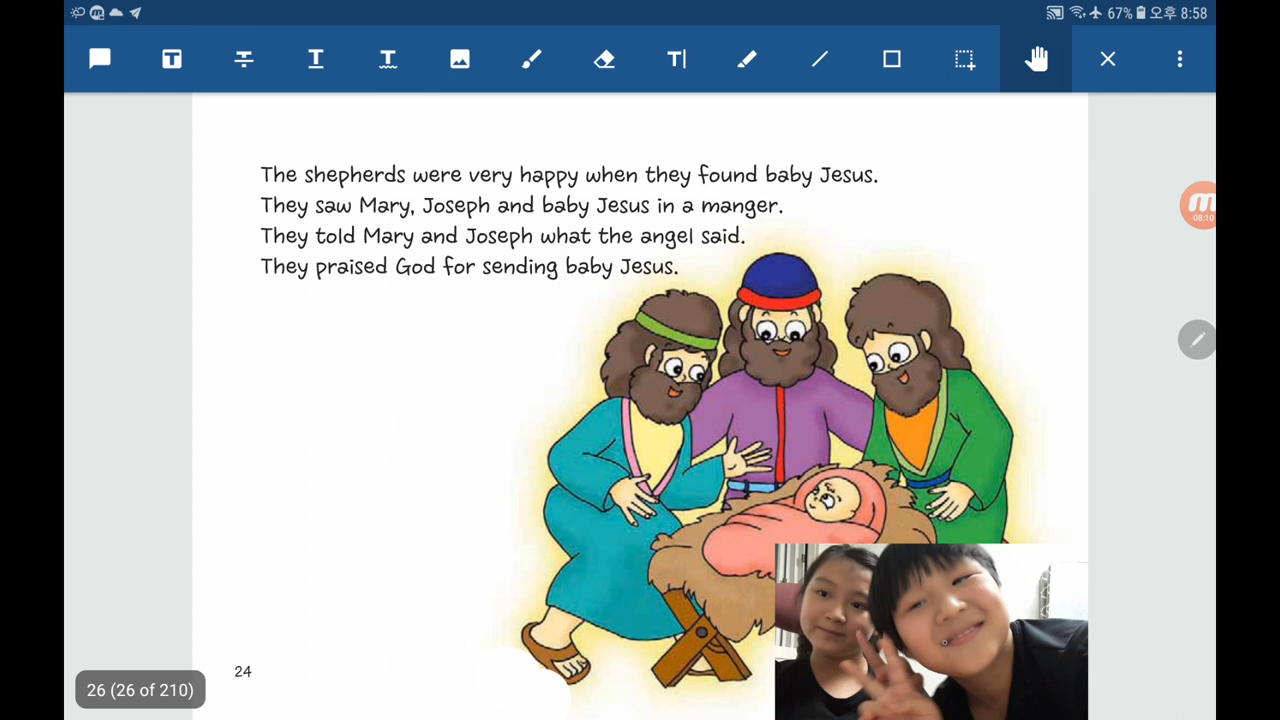 67% 오후 8:58
The shepherds were very happy when they found baby Jesus.
They saw Mary, Joseph and baby Jesus in a manger.
They told Mary and Joseph what the angel said.
They praised God for sending baby Jesus.
08:10
24
26 (26 of 210)